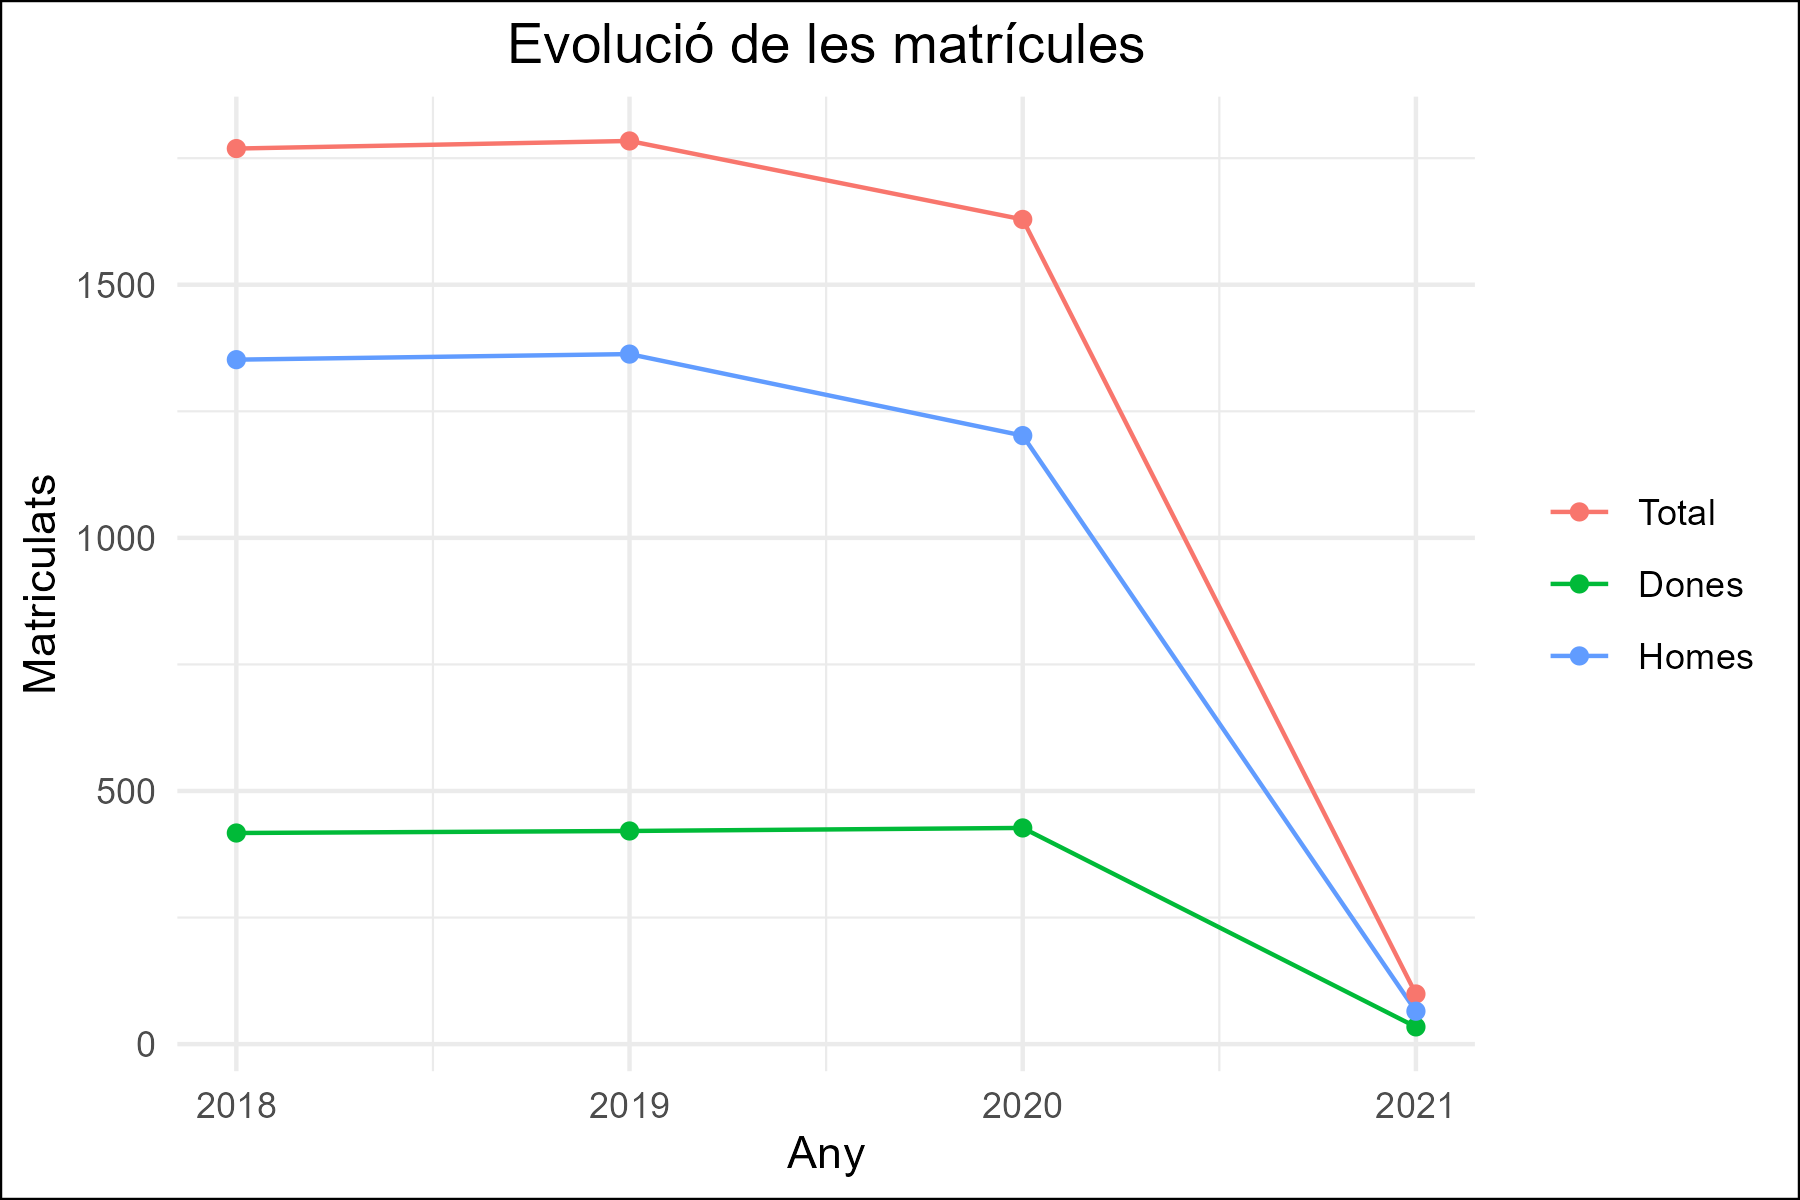 Evolució de les matrícules
1500
1000
500
0
Matriculats
2018
2019
2020
2021
Any
Total
Dones
Homes